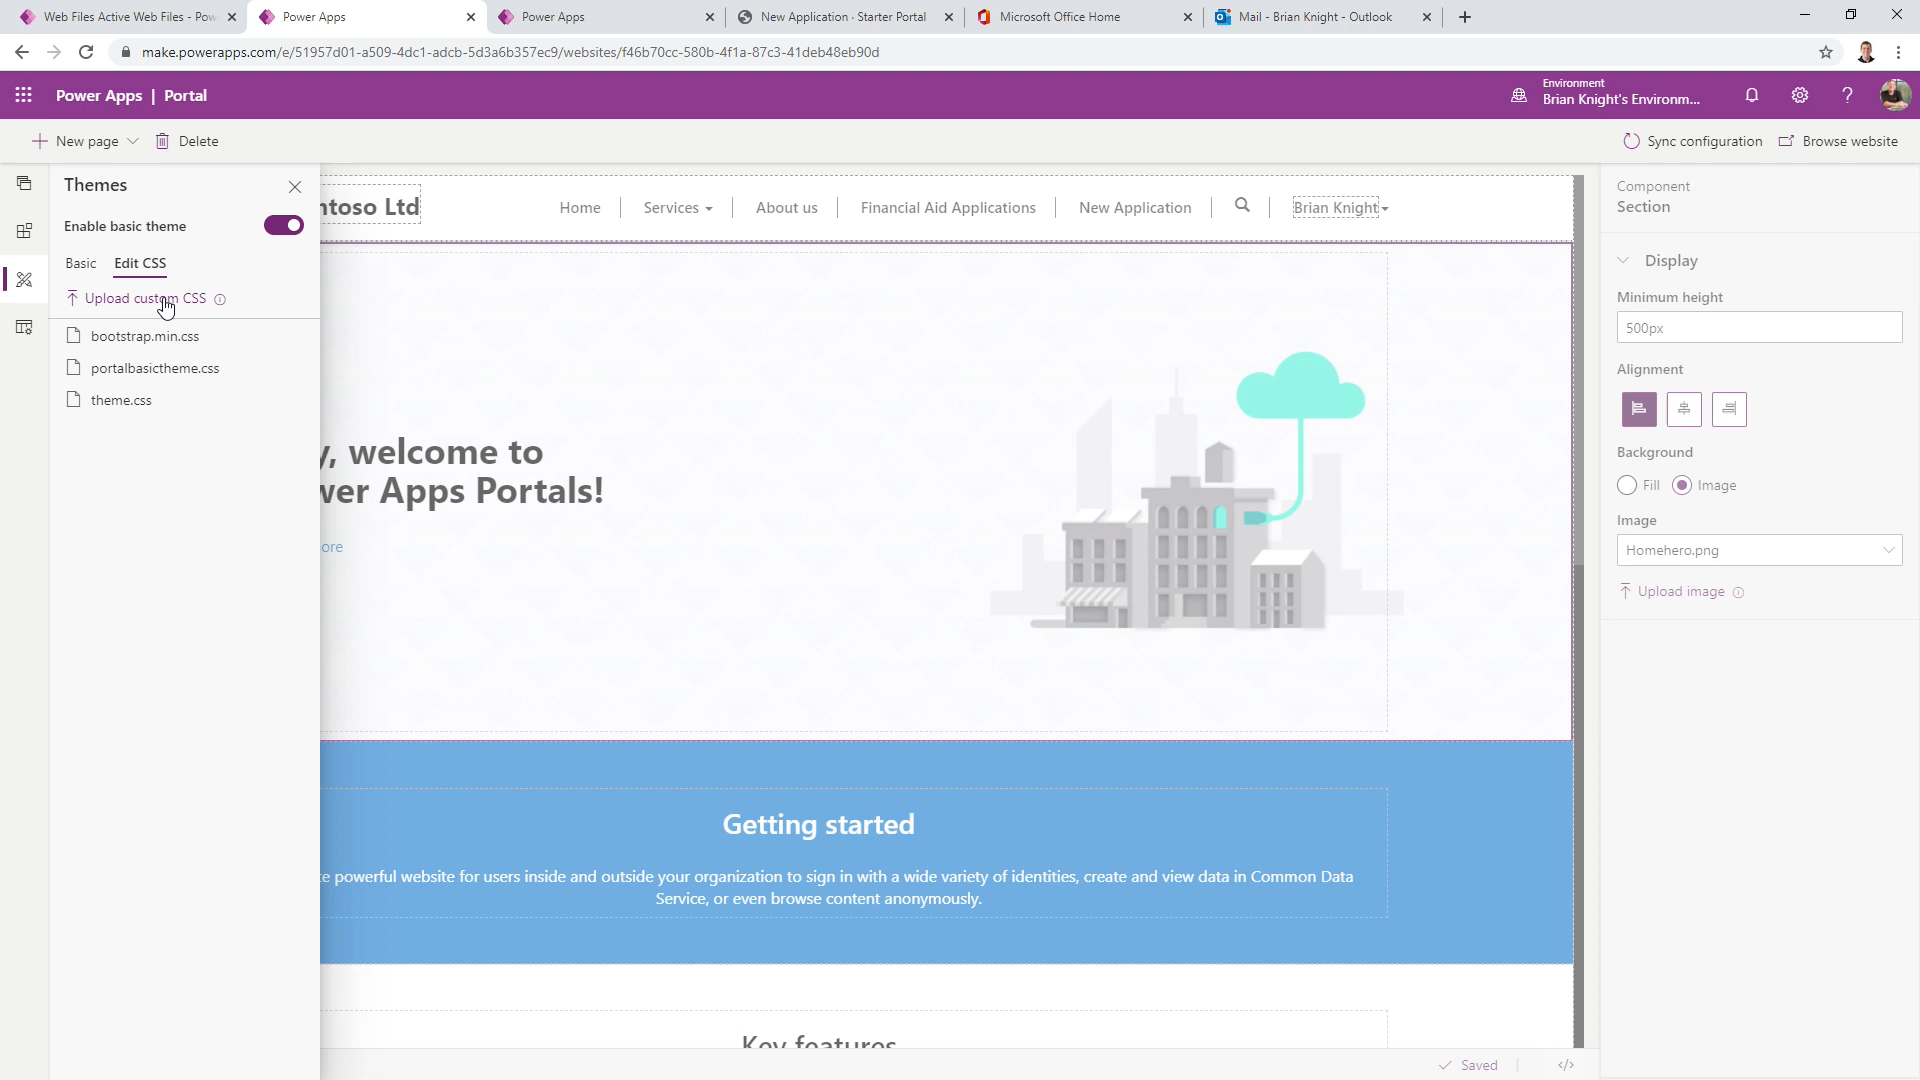 Web Files Active Web Files - Pow
Power Apps
Power Apps
New Application · Starter Portal
Microsoft Office Home
Mail - Brian Knight - Outlook
make.powerapps.com/e/51957d01-a509-4dc1-adcb-5d3a6b357ec9/websites/f46b70cc-580b-4f1a-87c3-41deb48eb90d
Power Apps | Portal
Environment
Brian Knight's Environm...
New page
Delete
Sync configuration
Browse website
Themes
Enable basic theme
Basic
Edit CSS
Upload custom CSS
bootstrap.min.css
portalbasictheme.css
theme.css
ntoso Ltd
Home
Services
About us
Financial Aid Applications
New Application
Brian Knight
y, welcome to
wer Apps Portals!
ore
Getting started
te powerful website for users inside and outside your organization to sign in with a wide variety of identities, create and view data in Common Data
Service, or even browse content anonymously.
Key features
Saved
</>
Component
Section
Display
Minimum height
500px
Alignment
Background
Fill
Image
Image
Homehero.png
Upload image